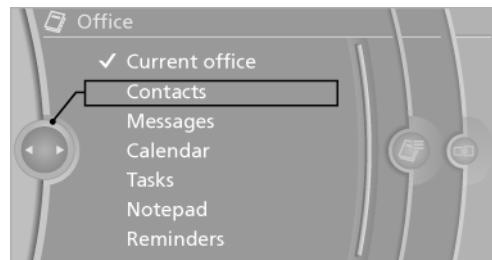 Office
Current office
Contacts
Messages
Calendar
Tasks
Notepad
Reminders